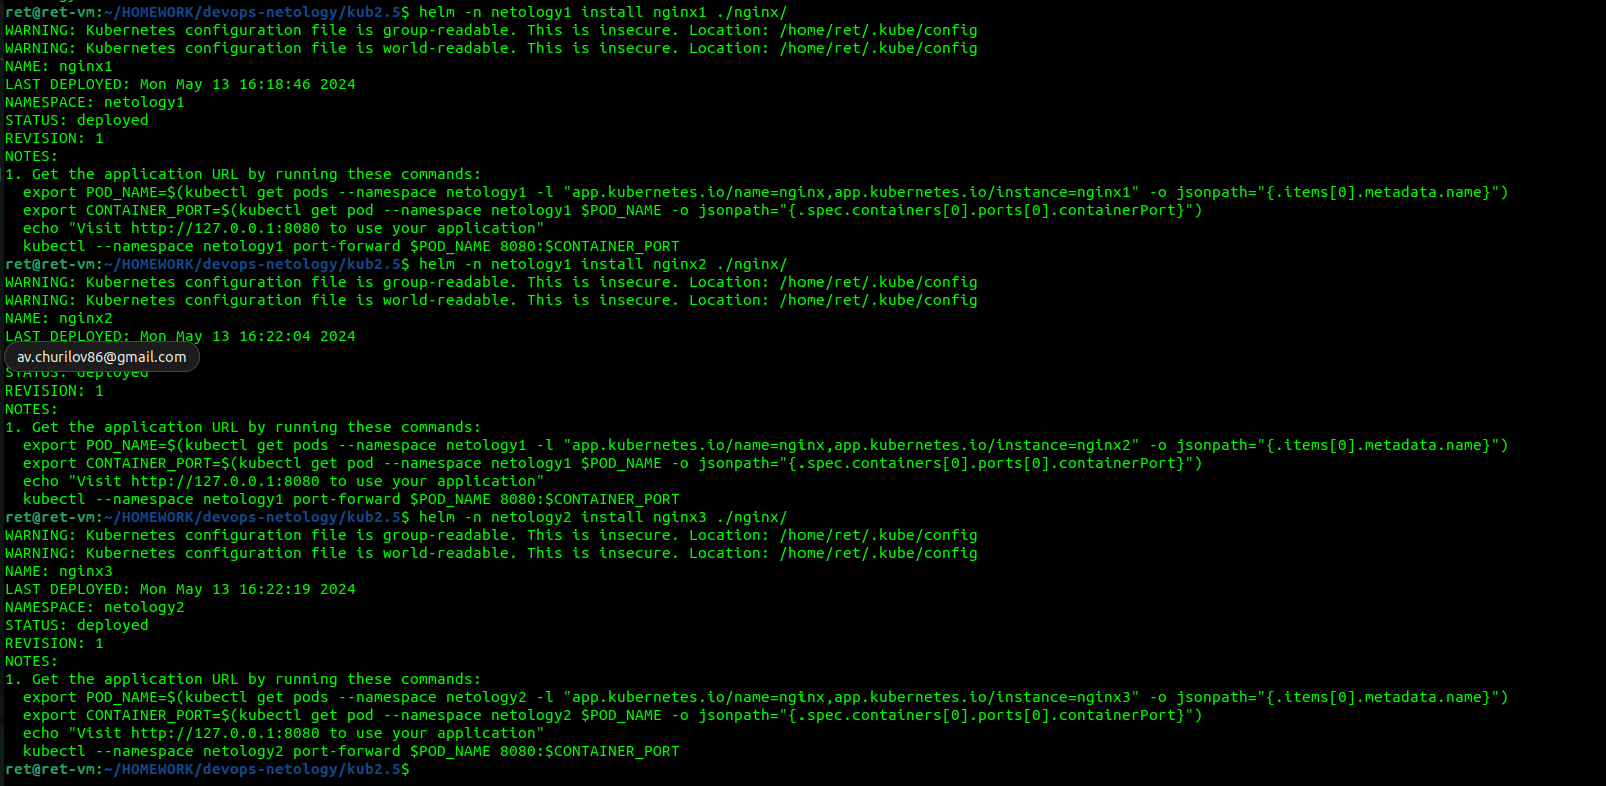 ret@ret-vm:~/HOMEWORK/devops-netology/kub2.5$ helm -n netology1 install nginx1 ./nginx/
WARNING: Kubernetes configuration file is group-readable. This is insecure. Location: /home/ret/.kube/config
WARNING: Kubernetes configuration file is world-readable. This is insecure. Location: /home/ret/.kube/config
NAME: nginx1
LAST DEPLOYED: Mon May 13 16:18:46 2024
NAMESPACE: netology1
STATUS: deployed
REVISION: 1
NOTES:
1. Get the application URL by running these commands:
  export POD_NAME=$(kubectl get pods --namespace netology1 -l "app.kubernetes.io/name=nginx,app.kubernetes.io/instance=nginx1" -o jsonpath="{.items[0].metadata.name}")
  export CONTAINER_PORT=$(kubectl get pod --namespace netology1 $POD_NAME -o jsonpath="{.spec.containers[0].ports[0].containerPort}")
  echo "Visit http://127.0.0.1:8080 to use your application"
  kubectl --namespace netology1 port-forward $POD_NAME 8080:$CONTAINER_PORT
ret@ret-vm:~/HOMEWORK/devops-netology/kub2.5$ helm -n netology1 install nginx2 ./nginx/
WARNING: Kubernetes configuration file is group-readable. This is insecure. Location: /home/ret/.kube/config
WARNING: Kubernetes configuration file is world-readable. This is insecure. Location: /home/ret/.kube/config
NAME: nginx2
LAST DEPLOYED: Mon May 13 16:22:04 2024
av.churilov86@gmail.com
STATUS: deployed
REVISION: 1
NOTES:
1. Get the application URL by running these commands:
  export POD_NAME=$(kubectl get pods --namespace netology1 -l "app.kubernetes.io/name=nginx,app.kubernetes.io/instance=nginx2" -o jsonpath="{.items[0].metadata.name}")
  export CONTAINER_PORT=$(kubectl get pod --namespace netology1 $POD_NAME -o jsonpath="{.spec.containers[0].ports[0].containerPort}")
  echo "Visit http://127.0.0.1:8080 to use your application"
  kubectl --namespace netology1 port-forward $POD_NAME 8080:$CONTAINER_PORT
ret@ret-vm:~/HOMEWORK/devops-netology/kub2.5$ helm -n netology2 install nginx3 ./nginx/
WARNING: Kubernetes configuration file is group-readable. This is insecure. Location: /home/ret/.kube/config
WARNING: Kubernetes configuration file is world-readable. This is insecure. Location: /home/ret/.kube/config
NAME: nginx3
LAST DEPLOYED: Mon May 13 16:22:19 2024
NAMESPACE: netology2
STATUS: deployed
REVISION: 1
NOTES:
1. Get the application URL by running these commands:
  export POD_NAME=$(kubectl get pods --namespace netology2 -l "app.kubernetes.io/name=nginx,app.kubernetes.io/instance=nginx3" -o jsonpath="{.items[0].metadata.name}")
  export CONTAINER_PORT=$(kubectl get pod --namespace netology2 $POD_NAME -o jsonpath="{.spec.containers[0].ports[0].containerPort}")
  echo "Visit http://127.0.0.1:8080 to use your application"
  kubectl --namespace netology2 port-forward $POD_NAME 8080:$CONTAINER_PORT
ret@ret-vm:~/HOMEWORK/devops-netology/kub2.5$